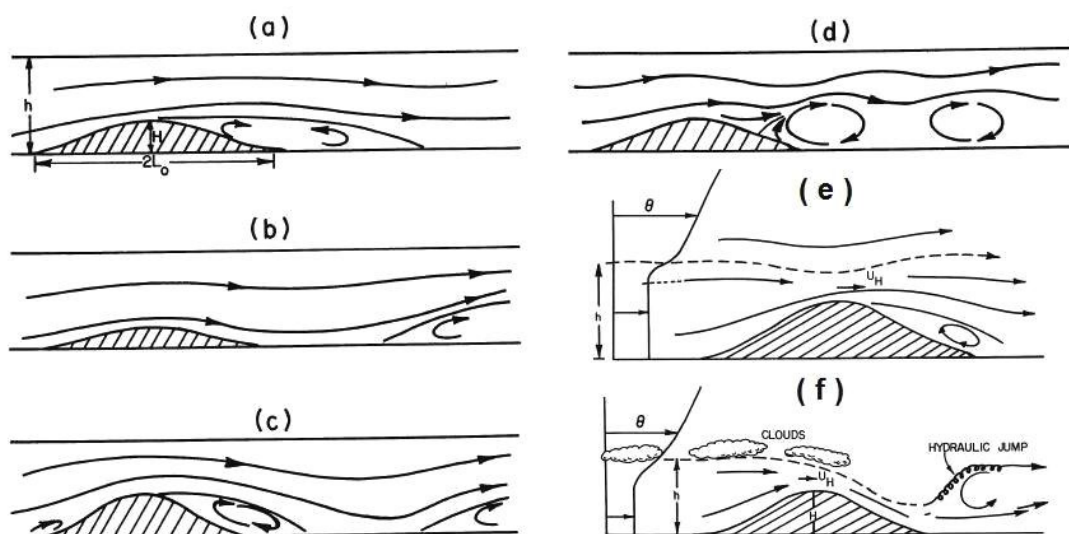 (a)
h
H
2L₀
(b)
(c)
(d)
(e)
θ
U_H
h
(f)
θ
CLOUDS
HYDRAULIC JUMP
U_H
h
H